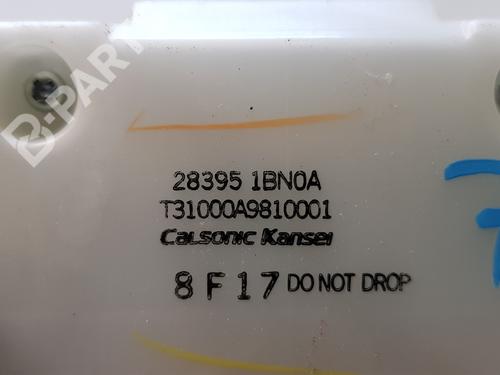 B-PARTS
28395 1BN0A
T31000A9810001
CALSONIC Kansei
8 F 17 DO NOT DROP